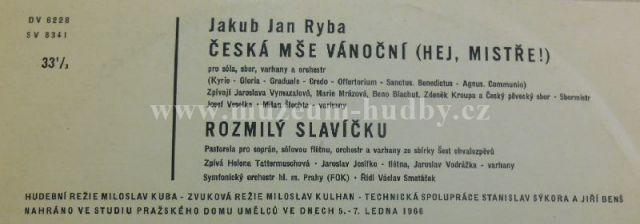 DV 6228
SV 8341
33⅓
Jakub Jan Ryba
ČESKÁ MŠE VÁNOČNÍ (HEJ, MISTŘE!)
pro sóla, sbor, varhany a orchestr
(Kyrie - Gloria - Graduale - Credo - Offertorium - Sanctus. Benedictus - Agnus. Communio)
Zpívají Jaroslava Vymazalová, Marie Mrázová, Beno Blachut, Zdeněk Kroupa a Český pěvecký sbor - Sbormistr
Josef Veselka - Milan Šlechta - varhany
www.muzeum-hudby.cz
ROZMILÝ SLAVÍČKU
Pastorela pro soprán, sólovou flétnu, orchestr a varhany ze sbírky Šest chvalozpěvů
Zpívá Helena Tattermuschová - Jaroslav Josífko - flétna, Jaroslav Vodrážka - varhany
Symfonický orchestr hl. m. Prahy (FOK) - Řídí Václav Smetáček
HUDEBNÍ REŽIE MILOSLAV KUBA - ZVUKOVÁ REŽIE MILOSLAV KULHAN - TECHNICKÁ SPOLUPRÁCE STANISLAV SÝKORA A JIŘÍ BENŠ
NAHRÁNO VE STUDIU PRAŽSKÉHO DOMU UMĚLCŮ VE DNECH 5.-7. LEDNA 1966